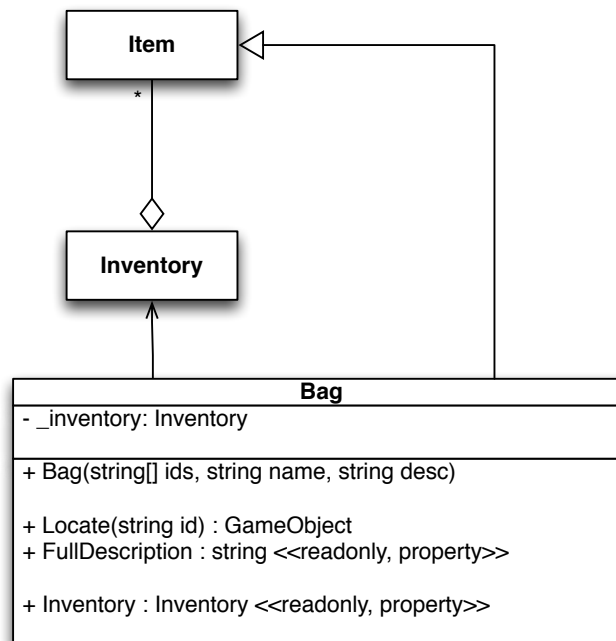 Item
*
Inventory
Bag
- _inventory: Inventory
+ Bag(string[] ids, string name, string desc)
+ Locate(string id) : GameObject
+ FullDescription : string <<readonly, property>>
+ Inventory : Inventory <<readonly, property>>